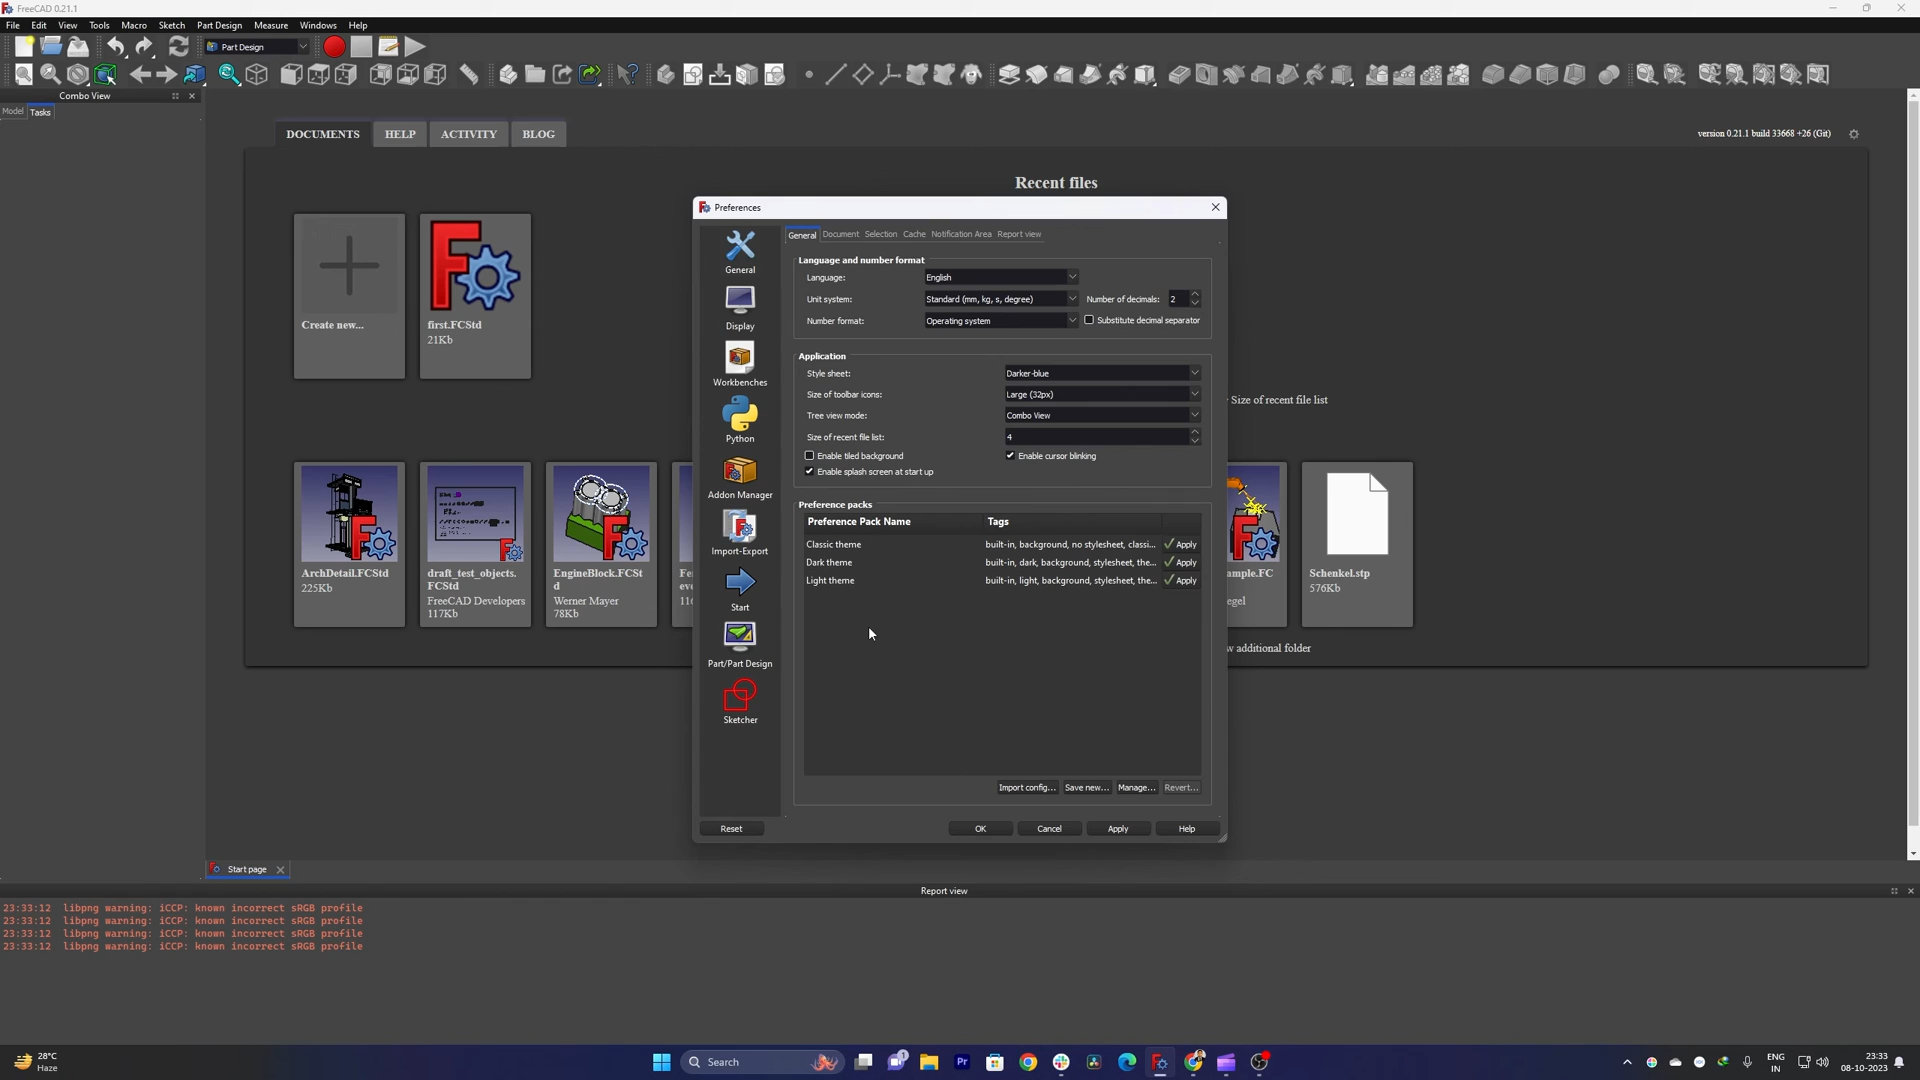 FreeCAD 0.21.1
File Edit View Tools Macro Sketch Part Design Measure Windows Help
Part Design
Combo View
Model Tasks
DOCUMENTS HELP ACTIVITY BLOG
version 0.21.1 build 33668 +26 (Git)
Recent files
Create new...
first.FCStd
21Kb
Size of recent file list
ArchDetail.FCStd
225Kb
draft_test_objects.
FCStd
FreeCAD Developers
117Kb
EngineBlock.FCSt
d
Werner Mayer
78Kb
ample.FC
egel
Schenkel.stp
576Kb
w additional folder
Preferences
General
Display
Workbenches
Python
Addon Manager
Import-Export
Start
Part/Part Design
Sketcher
General Document Selection Cache Notification Area Report view
Language and number format
Language: English
Unit system: Standard (mm, kg, s, degree) Number of decimals: 2
Number format: Operating system Substitute decimal separator
Application
Style sheet: Darker-blue
Size of toolbar icons: Large (32px)
Tree view mode: Combo View
Size of recent file list: 4
Enable tiled background Enable cursor blinking
Enable splash screen at start up
Preference packs
Preference Pack Name Tags
Classic theme built-in, background, no stylesheet, classi... Apply
Dark theme built-in, dark, background, stylesheet, the... Apply
Light theme built-in, light, background, stylesheet, the... Apply
Import config... Save new... Manage... Revert...
Reset OK Cancel Apply Help
Start page
Report view
23:33:12 libpng warning: iCCP: known incorrect sRGB profile
23:33:12 libpng warning: iCCP: known incorrect sRGB profile
23:33:12 libpng warning: iCCP: known incorrect sRGB profile
23:33:12 libpng warning: iCCP: known incorrect sRGB profile
28°C
Haze
Search
ENG
IN
23:33
08-10-2023